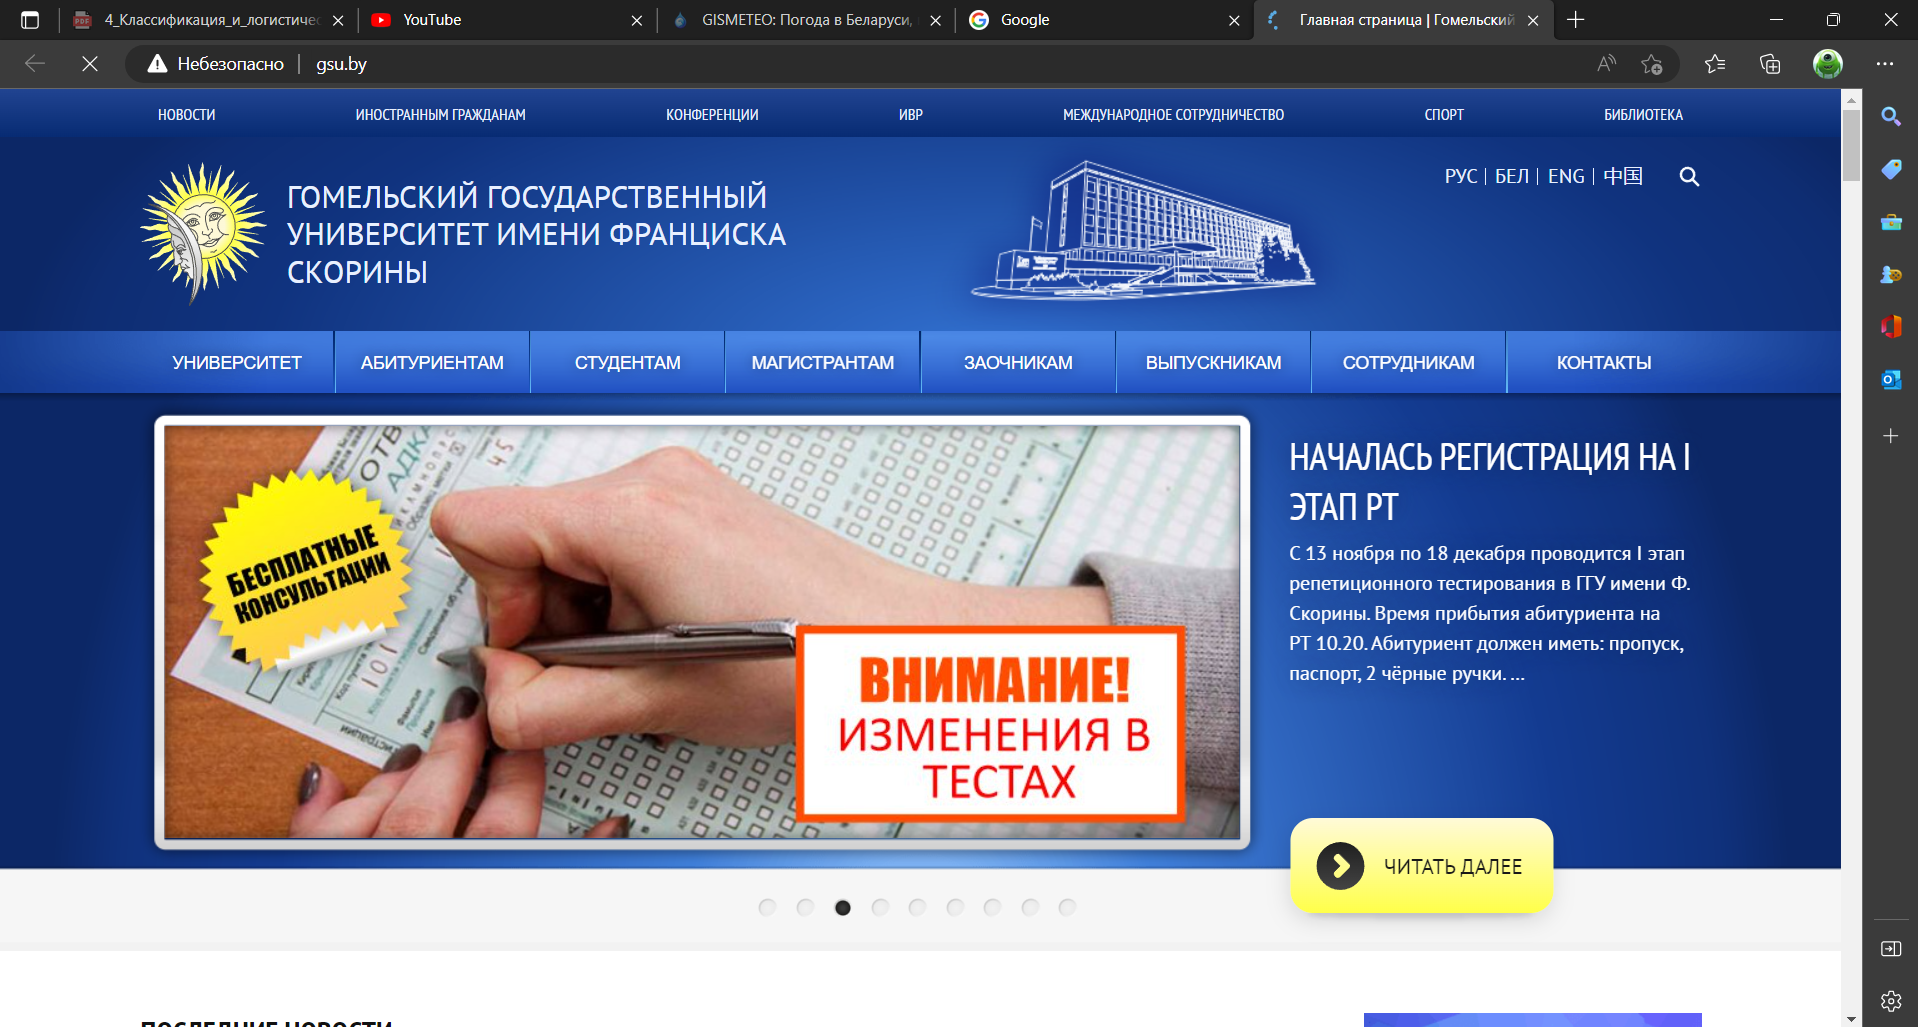 4_Классификация_и_логистичес
YouTube
GISMETEO: Погода в Беларуси,
Google
Главная страница | Гомельский
Небезопасно
gsu.by
НОВОСТИ
ИНОСТРАННЫМ ГРАЖДАНАМ
КОНФЕРЕНЦИИ
ИВР
МЕЖДУНАРОДНОЕ СОТРУДНИЧЕСТВО
СПОРТ
БИБЛИОТЕКА
РУС | БЕЛ | ENG | 中国
ГОМЕЛЬСКИЙ ГОСУДАРСТВЕННЫЙ
УНИВЕРСИТЕТ ИМЕНИ ФРАНЦИСКА
СКОРИНЫ
УНИВЕРСИТЕТ
АБИТУРИЕНТАМ
СТУДЕНТАМ
МАГИСТРАНТАМ
ЗАОЧНИКАМ
ВЫПУСКНИКАМ
СОТРУДНИКАМ
КОНТАКТЫ
БЕСПЛАТНЫЕ
КОНСУЛЬТАЦИИ
ВНИМАНИЕ!
ИЗМЕНЕНИЯ В
ТЕСТАХ
НАЧАЛАСЬ РЕГИСТРАЦИЯ НА I
ЭТАП РТ
С 13 ноября по 18 декабря проводится I этап
репетиционного тестирования в ГГУ имени Ф.
Скорины. Время прибытия абитуриента на
РТ 10.20. Абитуриент должен иметь: пропуск,
паспорт, 2 чёрные ручки. ...
ЧИТАТЬ ДАЛЕЕ
ПОСЛЕДНИЕ НОВОСТИ